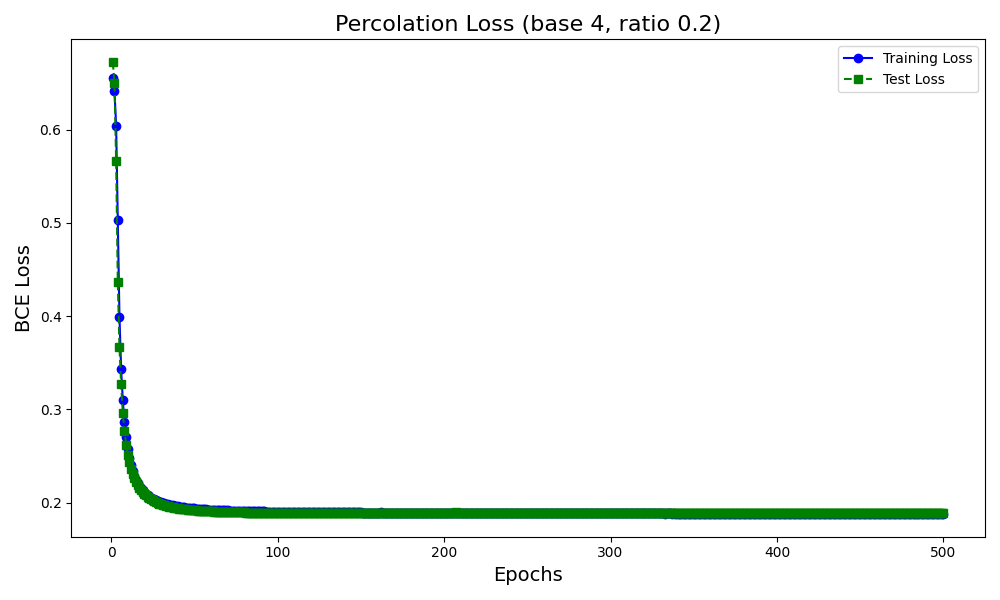 Percolation Loss (base 4, ratio 0.2)
Training Loss
Test Loss
BCE Loss
0.6
0.5
0.4
0.3
0.2
0 100 200 300 400 500
Epochs